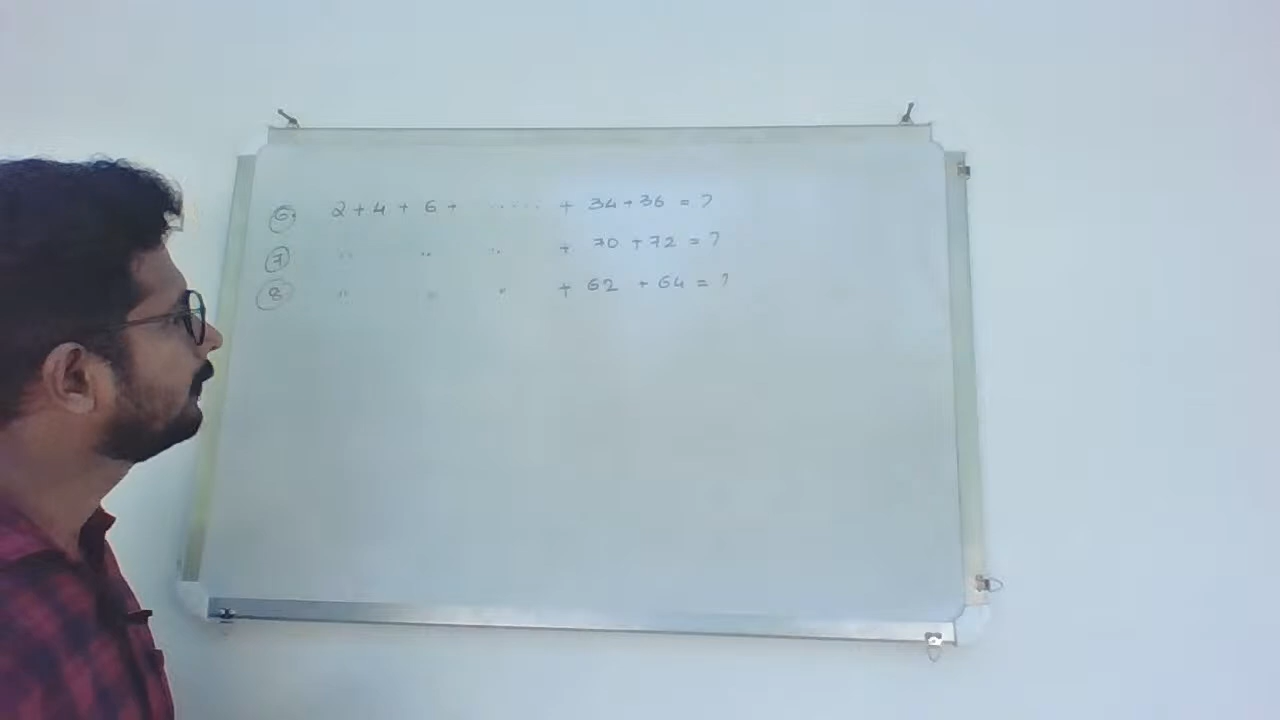 6. 2 + 4 + 6 + ..... + 34 + 36 = ?
7 " " " + 70 + 72 = ?
8 " " " + 62 + 64 = ?